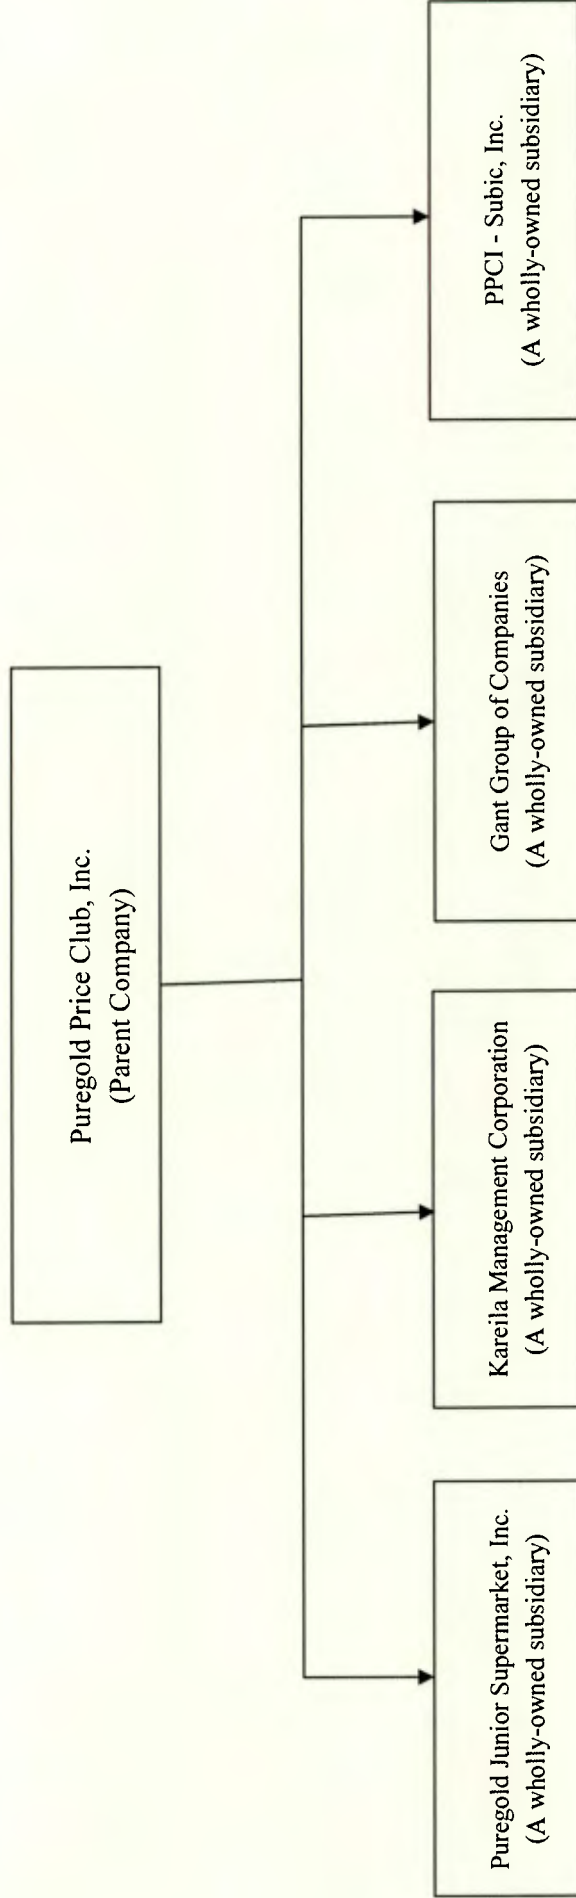 Puregold Price Club, Inc.
(Parent Company)
Puregold Junior Supermarket, Inc.
(A wholly-owned subsidiary)
Kareila Management Corporation
(A wholly-owned subsidiary)
Gant Group of Companies
(A wholly-owned subsidiary)
PPCI - Subic, Inc.
(A wholly-owned subsidiary)